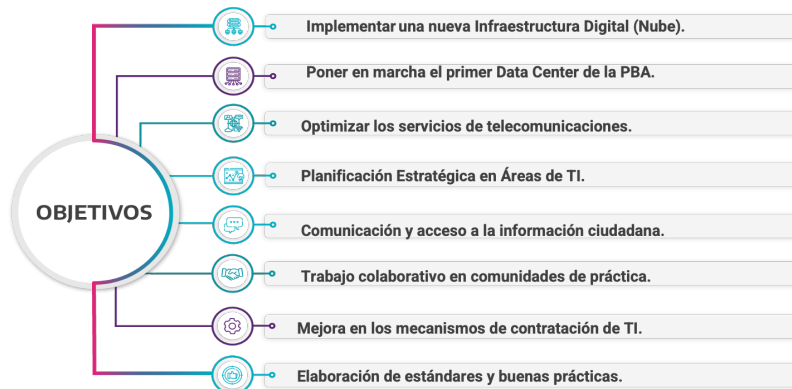 Implementar una nueva Infraestructura Digital (Nube).
Poner en marcha el primer Data Center de la PBA.
Optimizar los servicios de telecomunicaciones.
Planificación Estratégica en Áreas de TI.
OBJETIVOS
Comunicación y acceso a la información ciudadana.
Trabajo colaborativo en comunidades de práctica.
Mejora en los mecanismos de contratación de TI.
Elaboración de estándares y buenas prácticas.